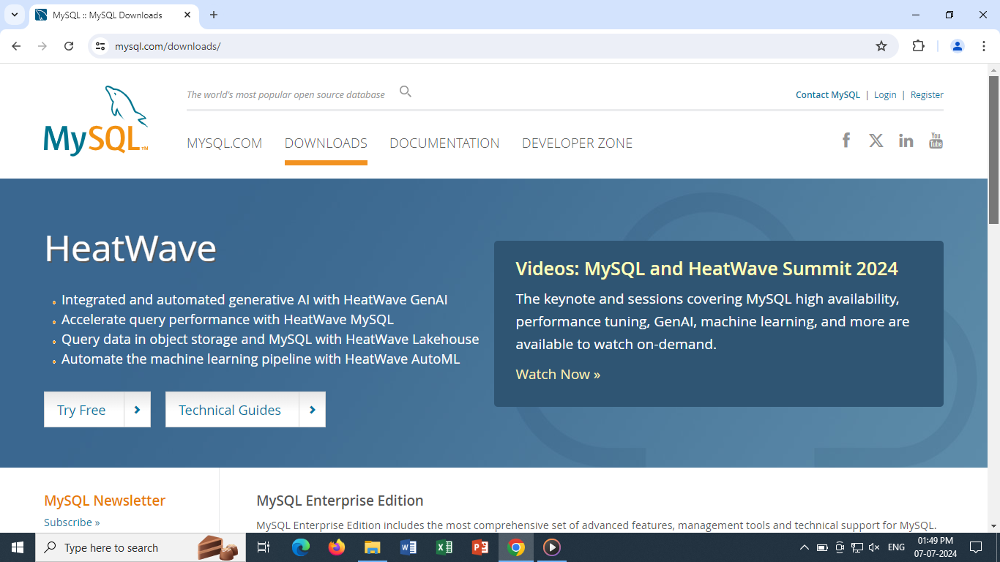 MySQL :: MySQL Downloads
mysql.com/downloads/
MySQL™
The world's most popular open source database
Contact MySQL | Login | Register
MYSQL.COM DOWNLOADS DOCUMENTATION DEVELOPER ZONE
You Tube
HeatWave
Integrated and automated generative AI with HeatWave GenAI
Accelerate query performance with HeatWave MySQL
Query data in object storage and MySQL with HeatWave Lakehouse
Automate the machine learning pipeline with HeatWave AutoML
Try Free
Technical Guides
Videos: MySQL and HeatWave Summit 2024
The keynote and sessions covering MySQL high availability,
performance tuning, GenAI, machine learning, and more are
available to watch on-demand.
Watch Now »
MySQL Newsletter
Subscribe »
MySQL Enterprise Edition
MySQL Enterprise Edition includes the most comprehensive set of advanced features, management tools and technical support for MySQL.
Type here to search
ENG
01:49 PM
07-07-2024